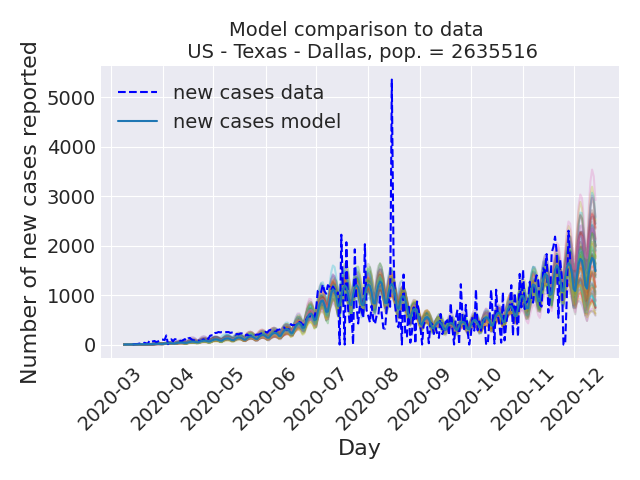 Model comparison to data
US - Texas - Dallas, pop. = 2635516
Number of new cases reported
5000
4000
3000
2000
1000
0
new cases data
new cases model
2020-03
2020-04
2020-05
2020-06
2020-07
2020-08
2020-09
2020-10
2020-11
2020-12
Day